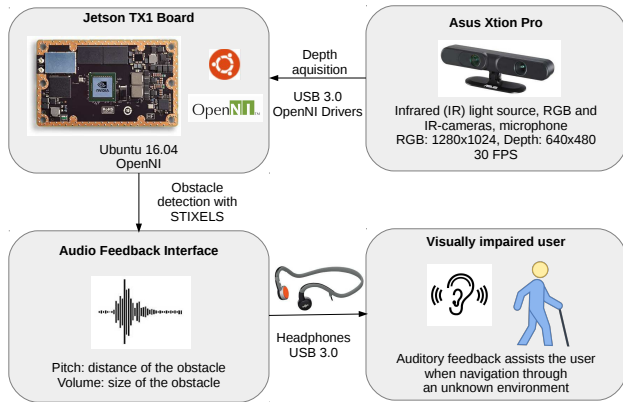 Jetson TX1 Board
OpenNI
Ubuntu 16.04
OpenNI
Depth
aquisition
USB 3.0
OpenNI Drivers
Asus Xtion Pro
Infrared (IR) light source, RGB and
IR-cameras, microphone
RGB: 1280x1024, Depth: 640x480
30 FPS
Obstacle
detection with
STIXELS
Audio Feedback Interface
Pitch: distance of the obstacle
Volume: size of the obstacle
Headphones
USB 3.0
Visually impaired user
Auditory feedback assists the user
when navigation through
an unknown environment